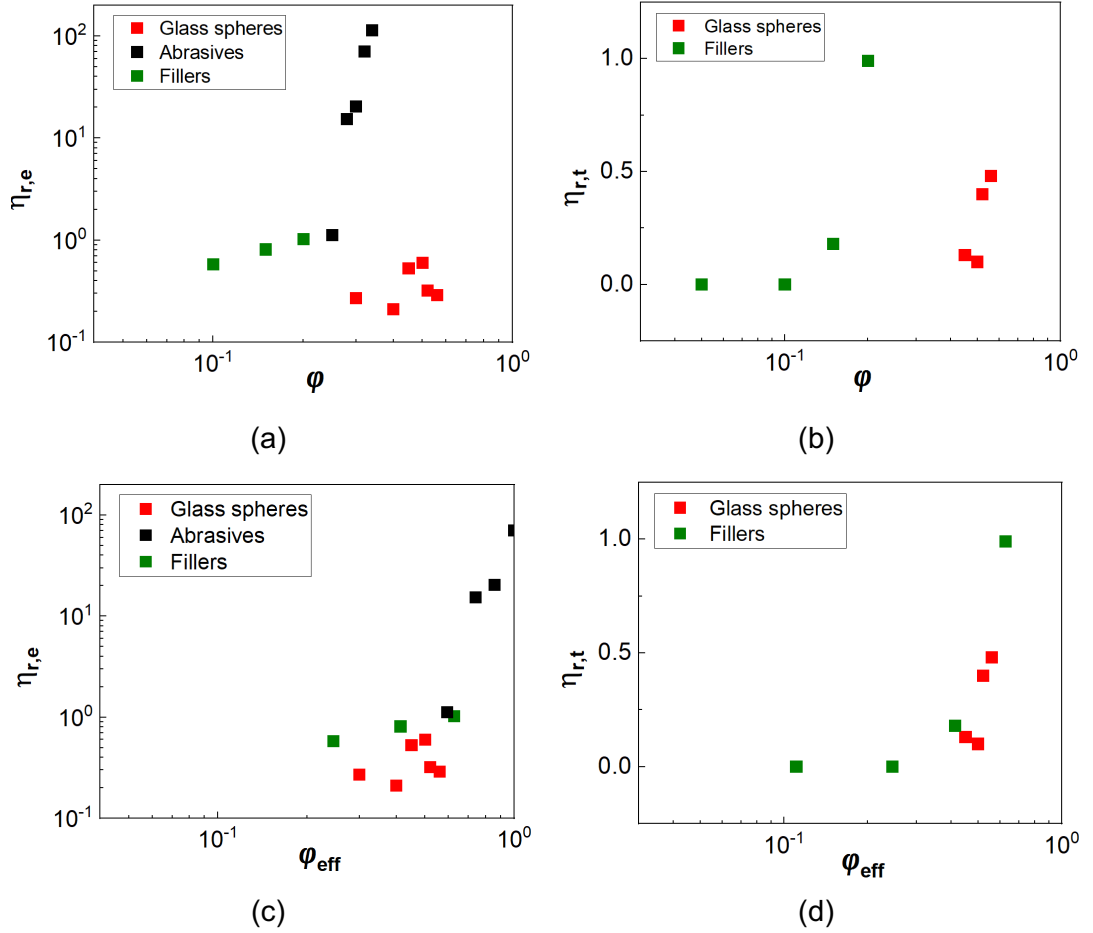 Glass spheres
Abrasives
Fillers
10²
10¹
10⁰
10⁻¹
η r,e
10⁻¹
10⁰
φ
(a)
Glass spheres
Fillers
1.0
0.5
0.0
η r,t
10⁻¹
10⁰
φ
(b)
Glass spheres
Abrasives
Fillers
10²
10¹
10⁰
10⁻¹
η r,e
10⁻¹
10⁰
φ eff
(c)
Glass spheres
Fillers
1.0
0.5
0.0
η r,t
10⁻¹
10⁰
φ eff
(d)